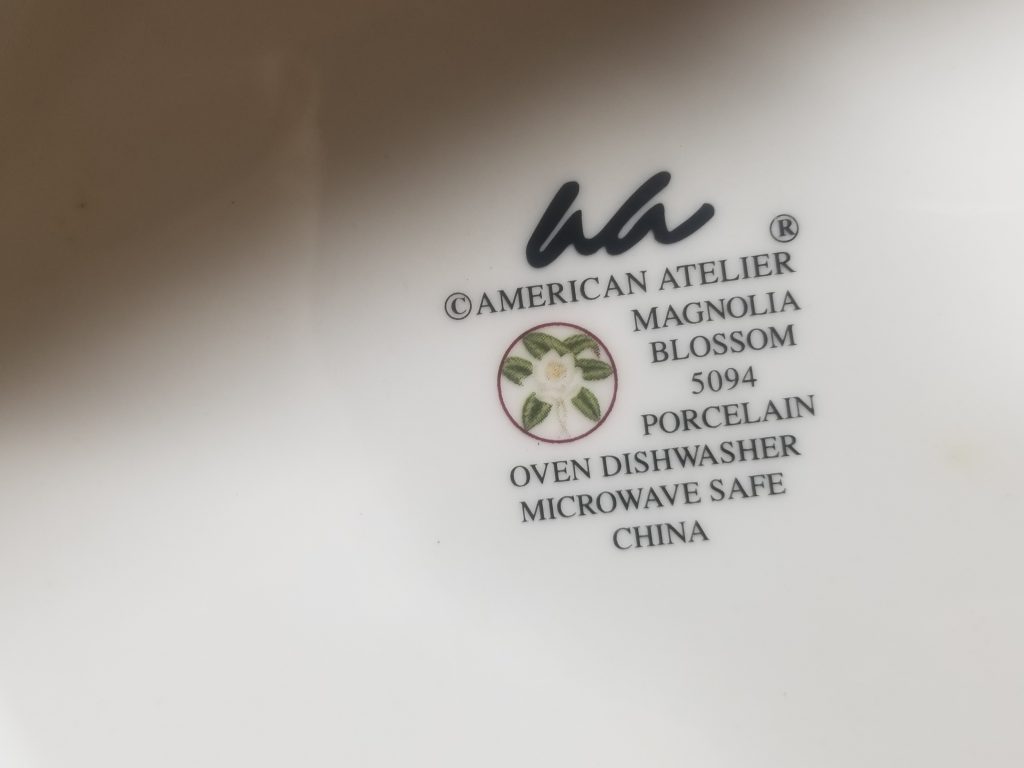 aa ®
© AMERICAN ATELIER
MAGNOLIA
BLOSSOM
5094
PORCELAIN
OVEN DISHWASHER
MICROWAVE SAFE
CHINA